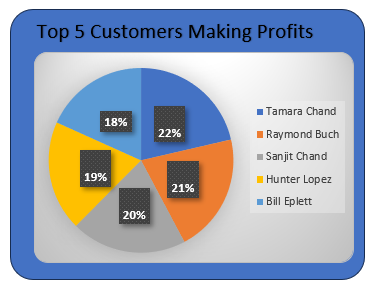 Top 5 Customers Making Profits
18%
22%
19%
21%
20%
Tamara Chand
Raymond Buch
Sanjit Chand
Hunter Lopez
Bill Eplett